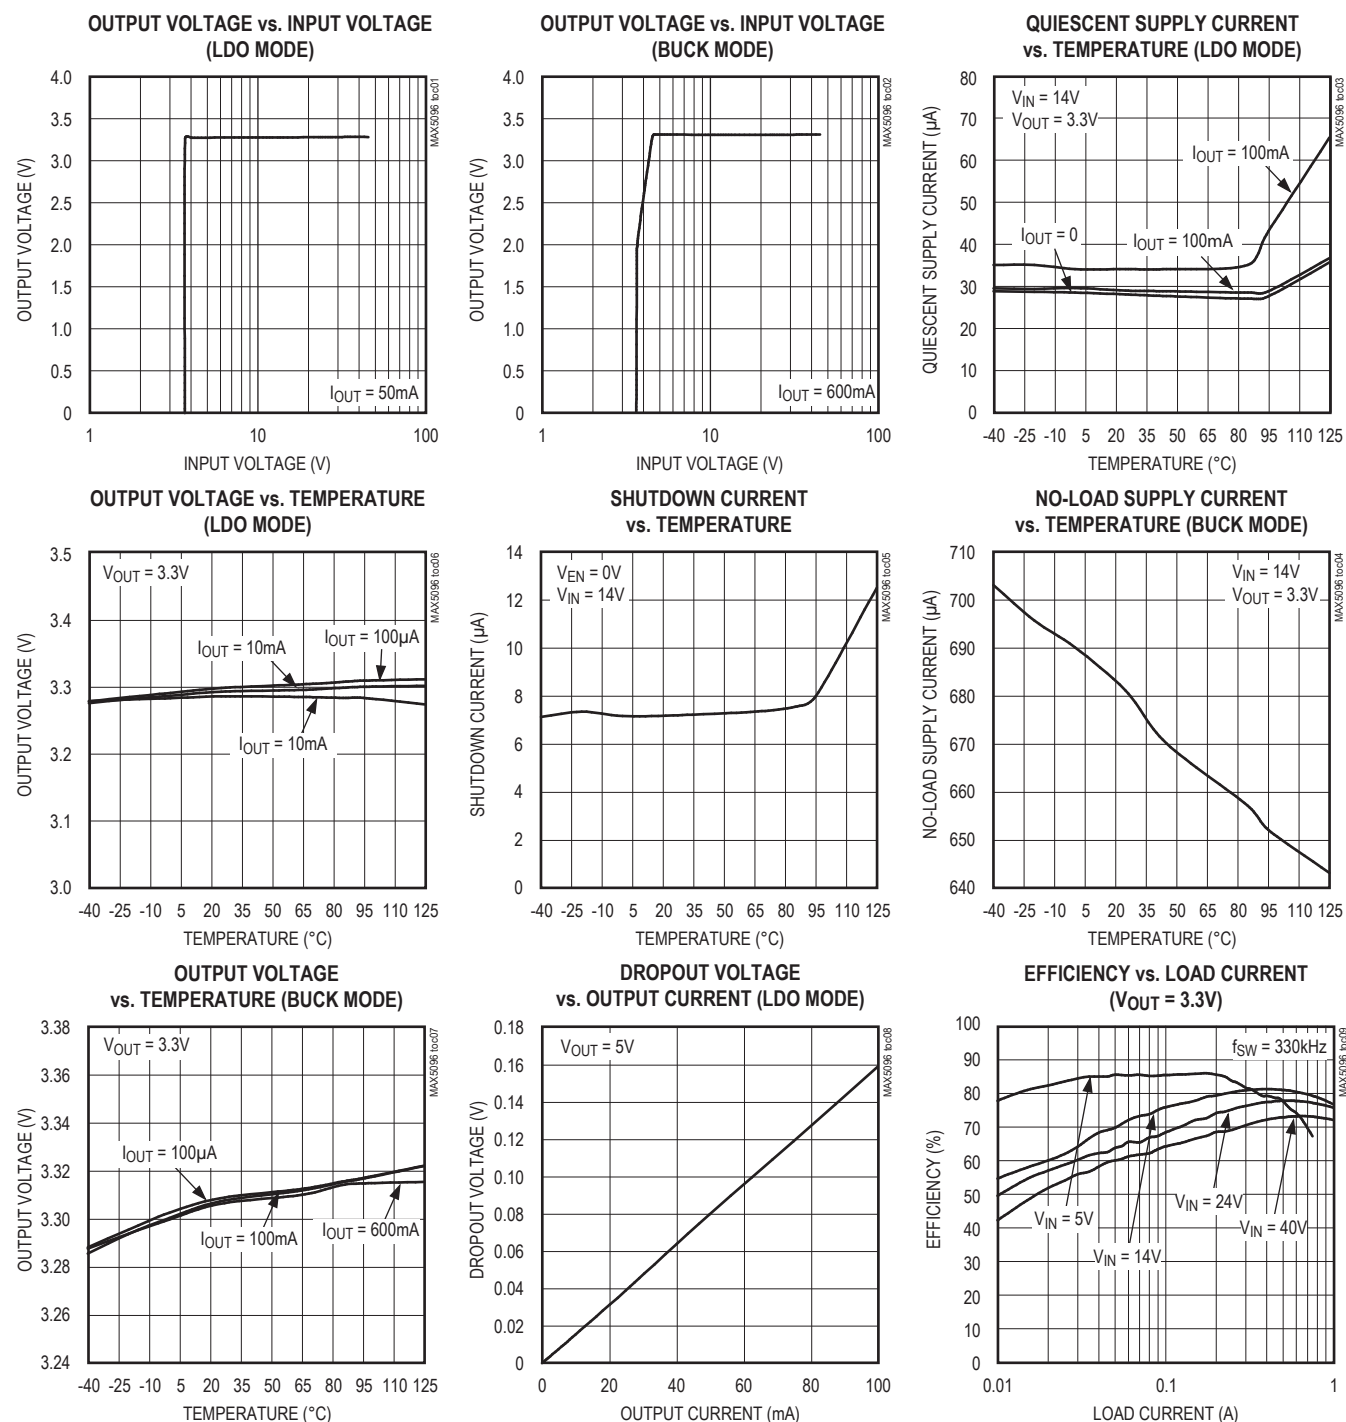 OUTPUT VOLTAGE vs. INPUT VOLTAGE
(LDO MODE)
4.0
3.5
3.0
2.5
2.0
1.5
1.0
0.5
0
OUTPUT VOLTAGE (V)
IOUT = 50mA
MAX5096 toc01
1 10 100
INPUT VOLTAGE (V)
OUTPUT VOLTAGE vs. INPUT VOLTAGE
(BUCK MODE)
4.0
3.5
3.0
2.5
2.0
1.5
1.0
0.5
0
OUTPUT VOLTAGE (V)
IOUT = 600mA
MAX5096 toc02
1 10 100
INPUT VOLTAGE (V)
QUIESCENT SUPPLY CURRENT
vs. TEMPERATURE (LDO MODE)
80
70
60
50
40
30
20
10
0
QUIESCENT SUPPLY CURRENT (µA)
VIN = 14V
VOUT = 3.3V
IOUT = 100mA
IOUT = 0
IOUT = 100mA
MAX5096 toc03
-40 -25 -10 5 20 35 50 65 80 95 110 125
TEMPERATURE (°C)
OUTPUT VOLTAGE vs. TEMPERATURE
(LDO MODE)
3.5
3.4
3.3
3.2
3.1
3.0
OUTPUT VOLTAGE (V)
VOUT = 3.3V
IOUT = 100µA
IOUT = 10mA
IOUT = 10mA
MAX5096 toc06
-40 -25 -10 5 20 35 50 65 80 95 110 125
TEMPERATURE (°C)
SHUTDOWN CURRENT
vs. TEMPERATURE
14
12
10
8
6
4
2
0
SHUTDOWN CURRENT (µA)
VEN = 0V
VIN = 14V
MAX5096 toc05
-40 -25 -10 5 20 35 50 65 80 95 110 125
TEMPERATURE (°C)
NO-LOAD SUPPLY CURRENT
vs. TEMPERATURE (BUCK MODE)
710
700
690
680
670
660
650
640
NO-LOAD SUPPLY CURRENT (µA)
VIN = 14V
VOUT = 3.3V
MAX5096 toc04
-40 -25 -10 5 20 35 50 65 80 95 110 125
TEMPERATURE (°C)
OUTPUT VOLTAGE
vs. TEMPERATURE (BUCK MODE)
3.38
3.36
3.34
3.32
3.30
3.28
3.26
3.24
OUTPUT VOLTAGE (V)
VOUT = 3.3V
IOUT = 100µA
IOUT = 600mA
IOUT = 100mA
MAX5096 toc07
-40 -25 -10 5 20 35 50 65 80 95 110 125
TEMPERATURE (°C)
DROPOUT VOLTAGE
vs. OUTPUT CURRENT (LDO MODE)
0.18
0.16
0.14
0.12
0.10
0.08
0.06
0.04
0.02
0
DROPOUT VOLTAGE (V)
VOUT = 5V
MAX5096 toc08
0 20 40 60 80 100
OUTPUT CURRENT (mA)
EFFICIENCY vs. LOAD CURRENT
(VOUT = 3.3V)
100
90
80
70
60
50
40
30
20
10
0
EFFICIENCY (%)
fSW = 330kHz
VIN = 24V
VIN = 5V
VIN = 40V
VIN = 14V
MAX5096 toc09
0.01 0.1 1
LOAD CURRENT (A)